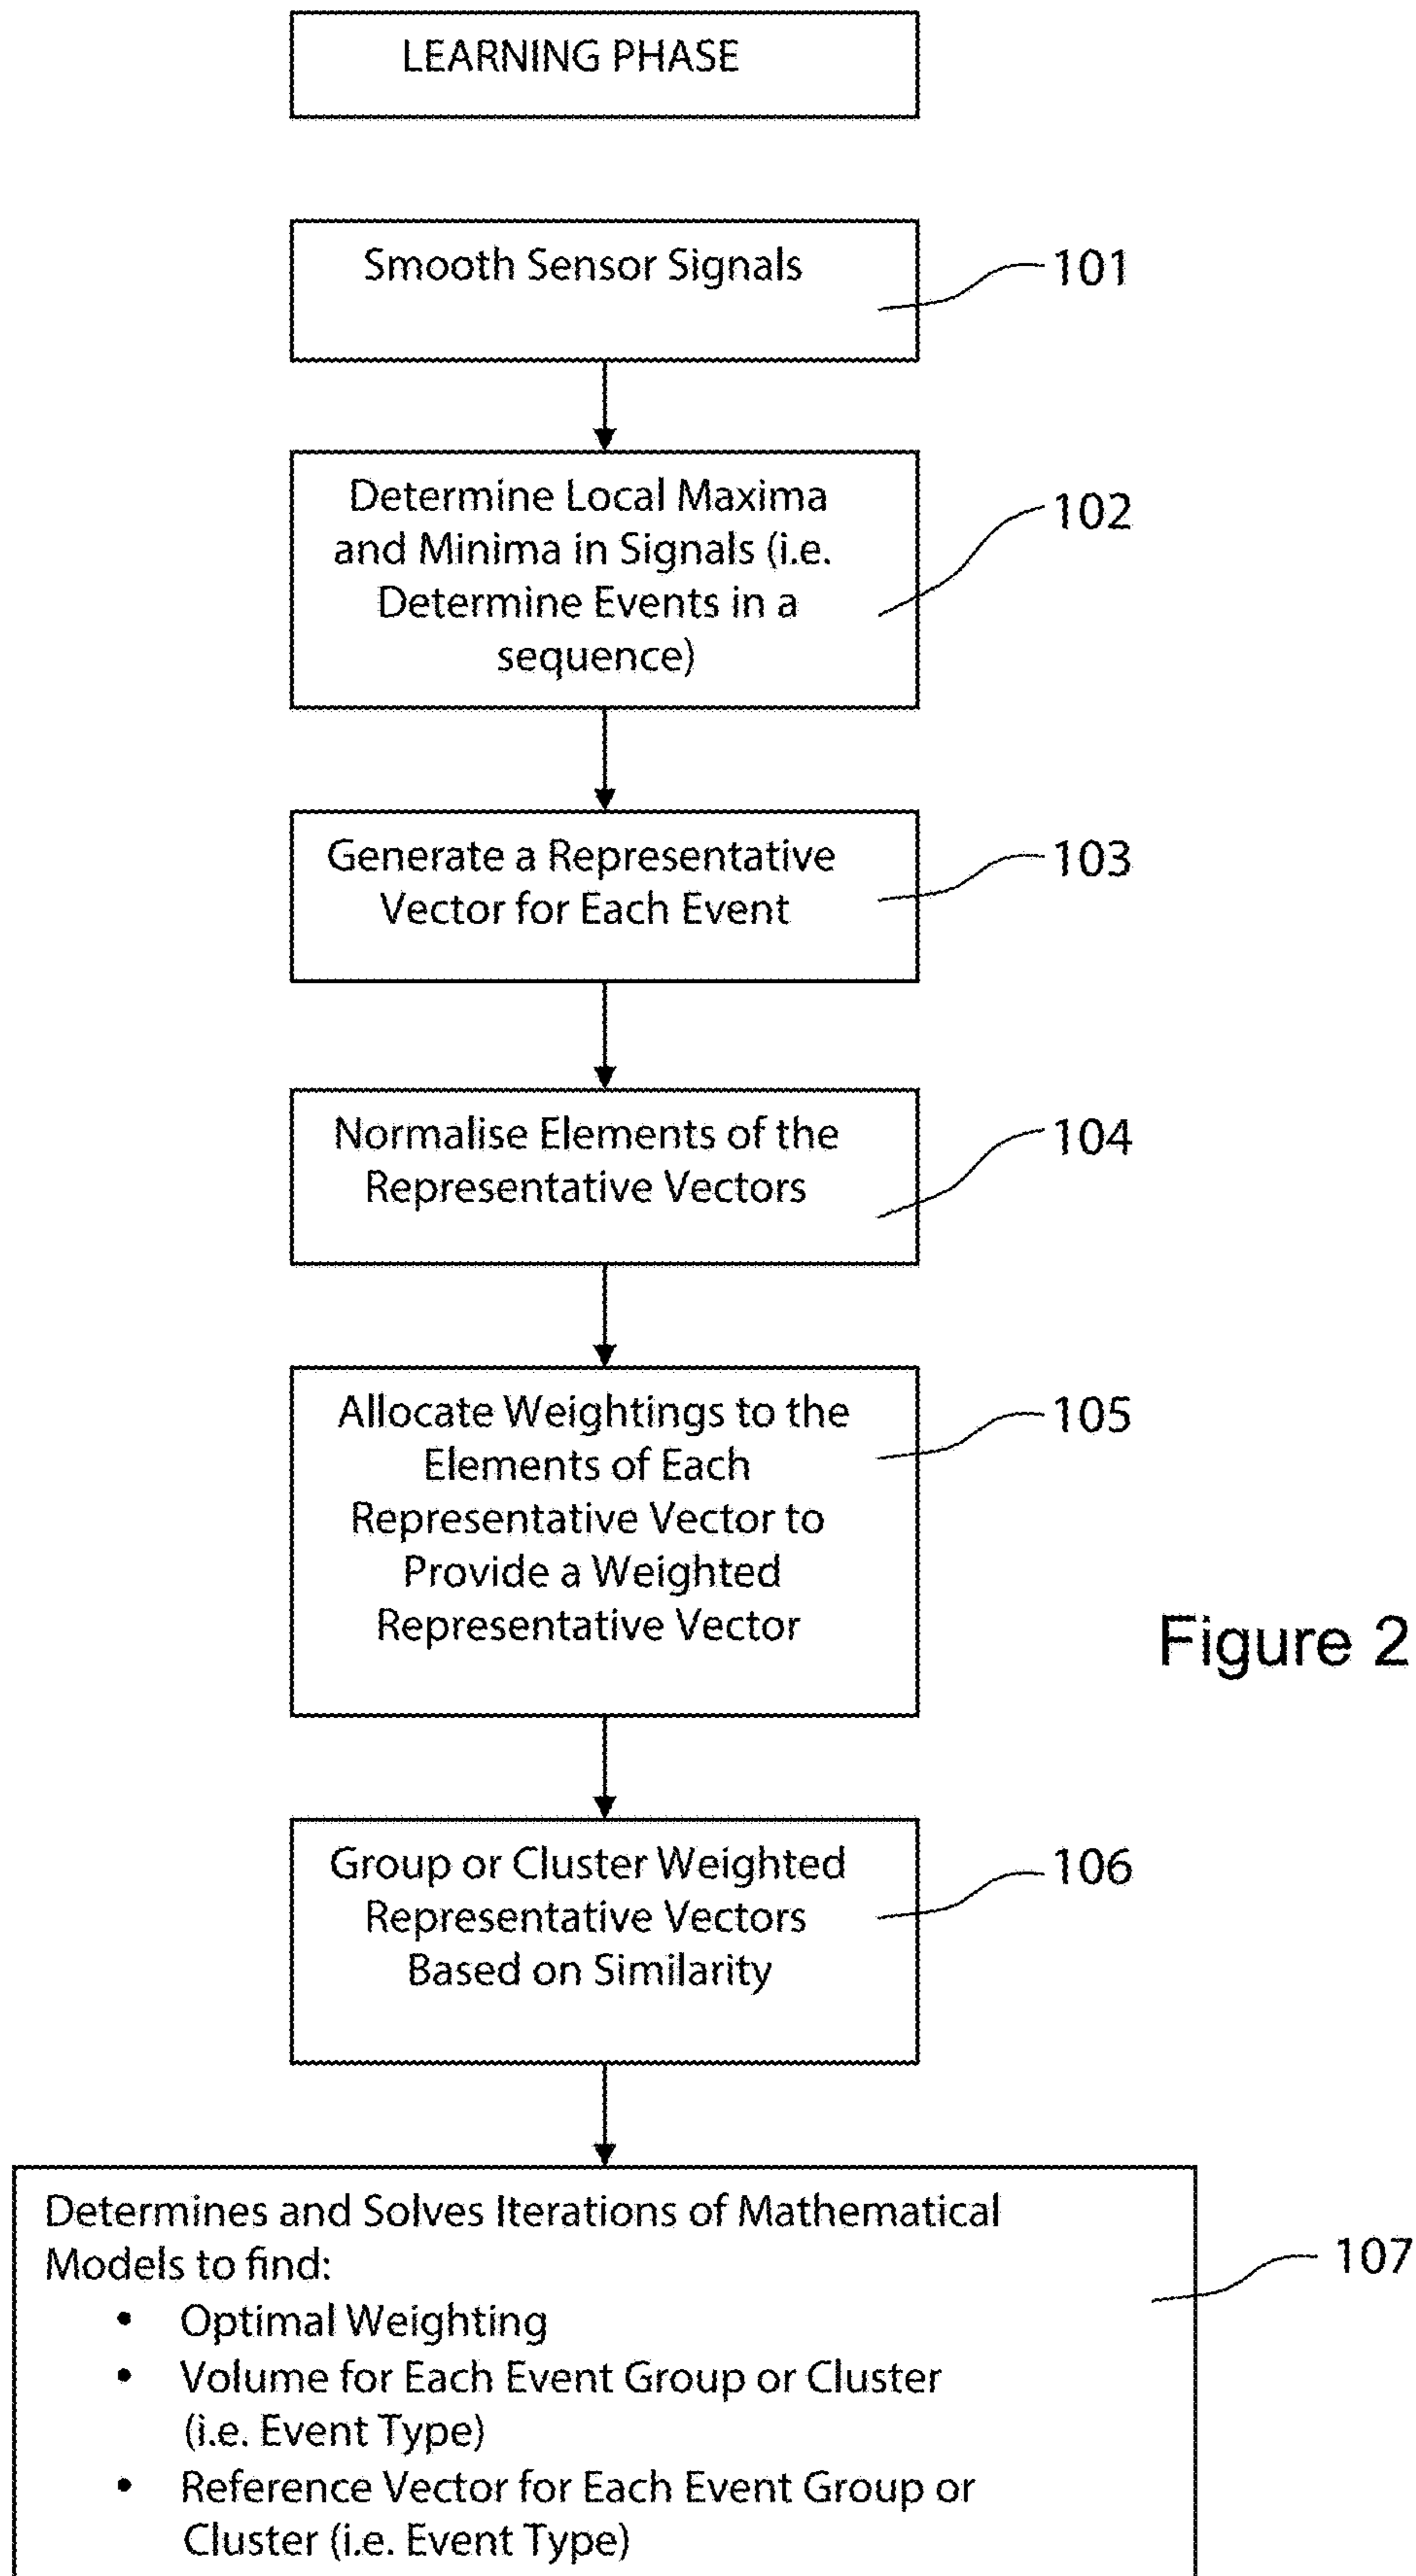 LEARNING PHASE
Smooth Sensor Signals
101
Determine Local Maxima
and Minima in Signals (i.e.
Determine Events in a
sequence)
102
Generate a Representative
Vector for Each Event
103
Normalise Elements of the
Representative Vectors
104
Allocate Weightings to the
Elements of Each
Representative Vector to
Provide a Weighted
Representative Vector
105
Figure 2
Group or Cluster Weighted
Representative Vectors
Based on Similarity
106
Determines and Solves Iterations of Mathematical
Models to find:
• Optimal Weighting
• Volume for Each Event Group or Cluster
(i.e. Event Type)
• Reference Vector for Each Event Group or
Cluster (i.e. Event Type)
107